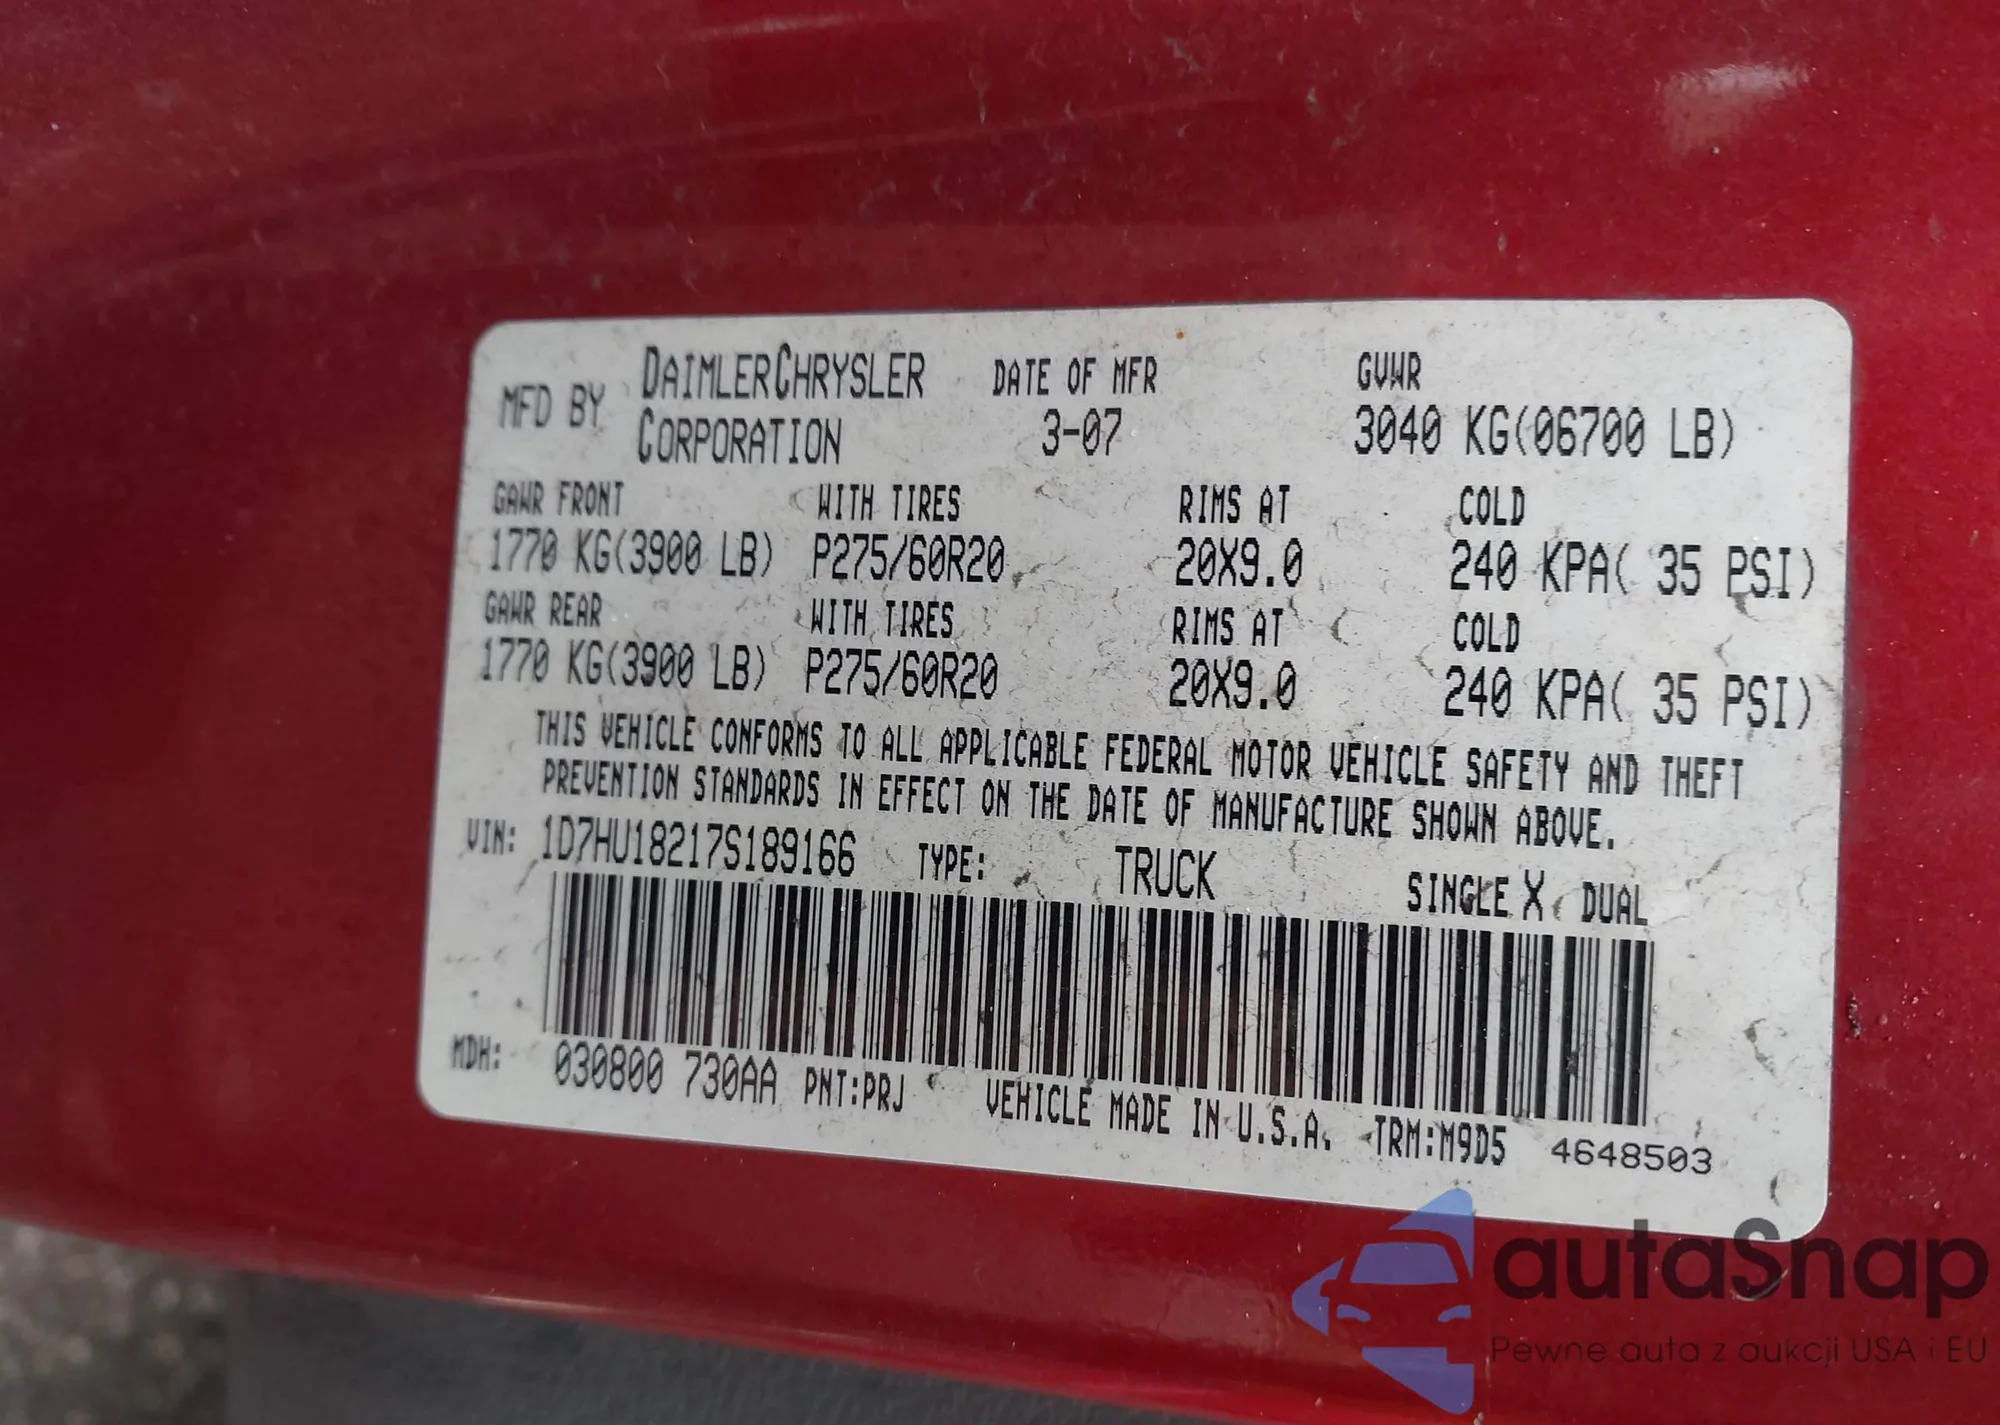 MFD BY DAIMLERCHRYSLER CORPORATION DATE OF MFR 3-07 GVWR 3040 KG(06700 LB)
GAWR FRONT WITH TIRES RIMS AT COLD
1770 KG(3900 LB) P275/60R20 20X9.0 240 KPA( 35 PSI)
GAWR REAR WITH TIRES RIMS AT COLD
1770 KG(3900 LB) P275/60R20 20X9.0 240 KPA( 35 PSI)
THIS VEHICLE CONFORMS TO ALL APPLICABLE FEDERAL MOTOR VEHICLE SAFETY AND THEFT
PREVENTION STANDARDS IN EFFECT ON THE DATE OF MANUFACTURE SHOWN ABOVE.
VIN: 1D7HU18217S189166 TYPE: TRUCK SINGLE X DUAL
MDH: 030800 730AA PNT:PRJ VEHICLE MADE IN U.S.A. TRM:M9D5 4648503
autaSnap
Pewne auta z aukcji USA i EU